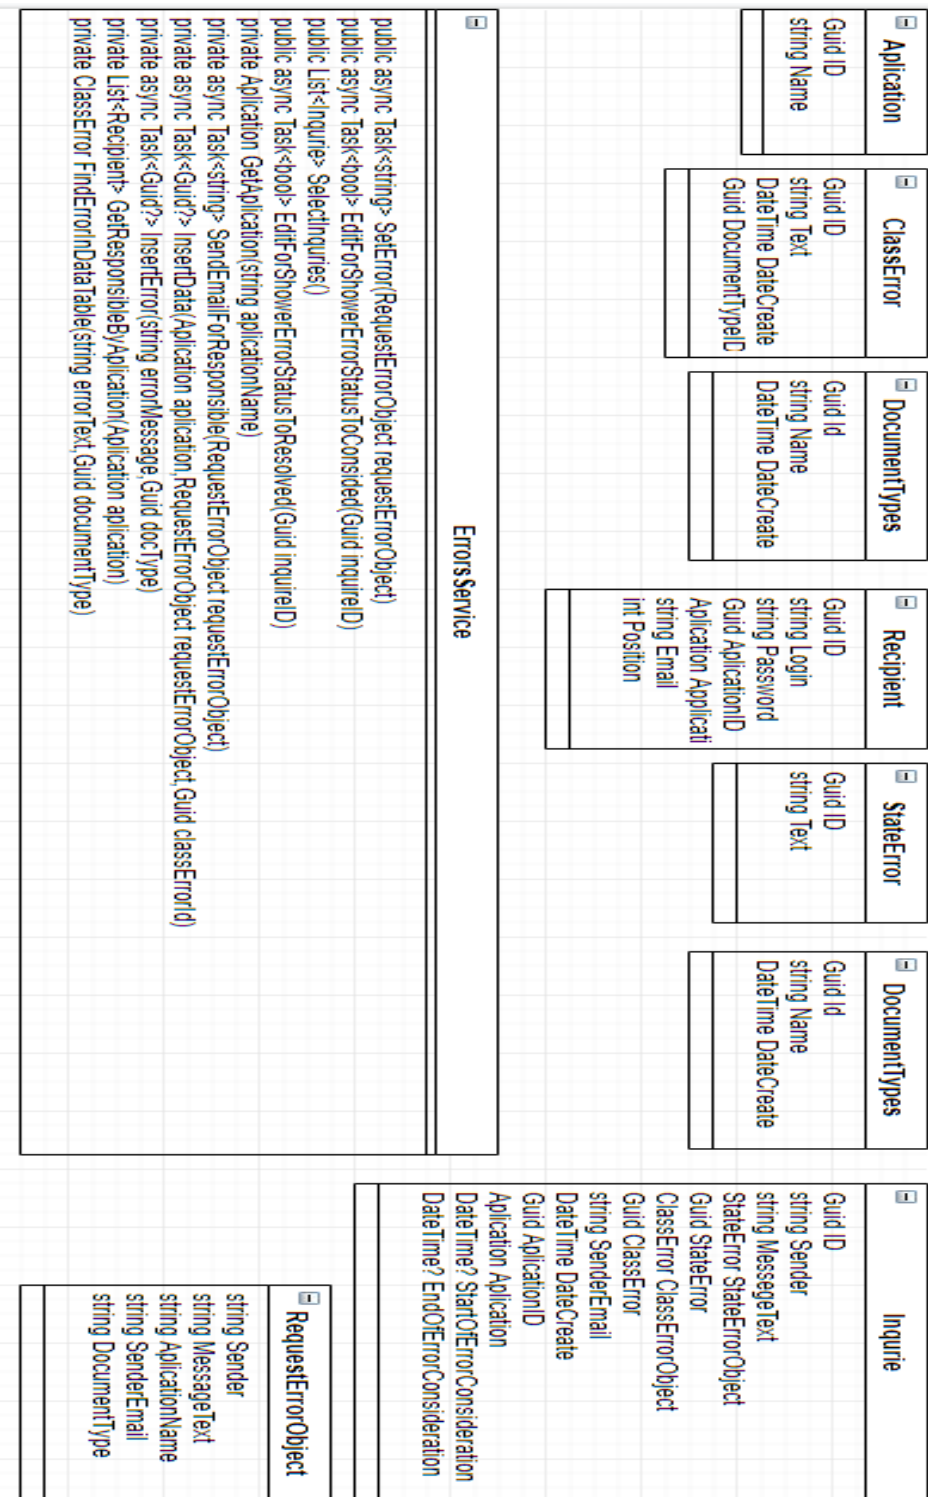 Aplication
Guid ID
string Name
ClassError
Guid ID
string Text
DateTime DateCreate
Guid DocumentTypeID
DocumentTypes
Guid Id
string Name
DateTime DateCreate
Recipient
Guid ID
string Login
string Password
Guid AplicationID
Aplication Applicati
string Email
int Position
StateError
Guid ID
string Text
DocumentTypes
Guid Id
string Name
DateTime DateCreate
Inqurie
Guid ID
string Sender
string MessegeText
StateError StateErrorObject
Guid StateError
ClassError ClassErrorObject
Guid ClassError
string SenderEmail
DateTime DateCreate
Guid AplicationID
Aplication Aplication
DateTime? StartOfErrorConsideration
DateTime? EndOfErrorConsideration
ErrorsService
public async Task<string> SetError(RequestErrorObject requestErrorObject)
public async Task<bool> EditForShowerErrorStatusToConsided(Guid inquireID)
public List<Inqurie> SelectInquries()
public async Task<bool> EditForShowerErrorStatusToResolved(Guid inquireID)
private Aplication GetAplication(string aplicationName)
private async Task<string> SendEmailForResponsible(RequestErrorObject requestErrorObject)
private async Task<Guid?> InsertData(Aplication aplication,RequestErrorObject requestErrorObject,Guid classErrorId)
private async Task<Guid?> InsertError(string errorMessage,Guid docType)
private List<Recipient> GetResponsibleByAplication(Aplication aplication)
private ClassError FindErrorInDataTable(string errorText,Guid documentType)
RequestErrorObject
string Sender
string MessageText
string AplicationName
string SenderEmail
string DocumentType